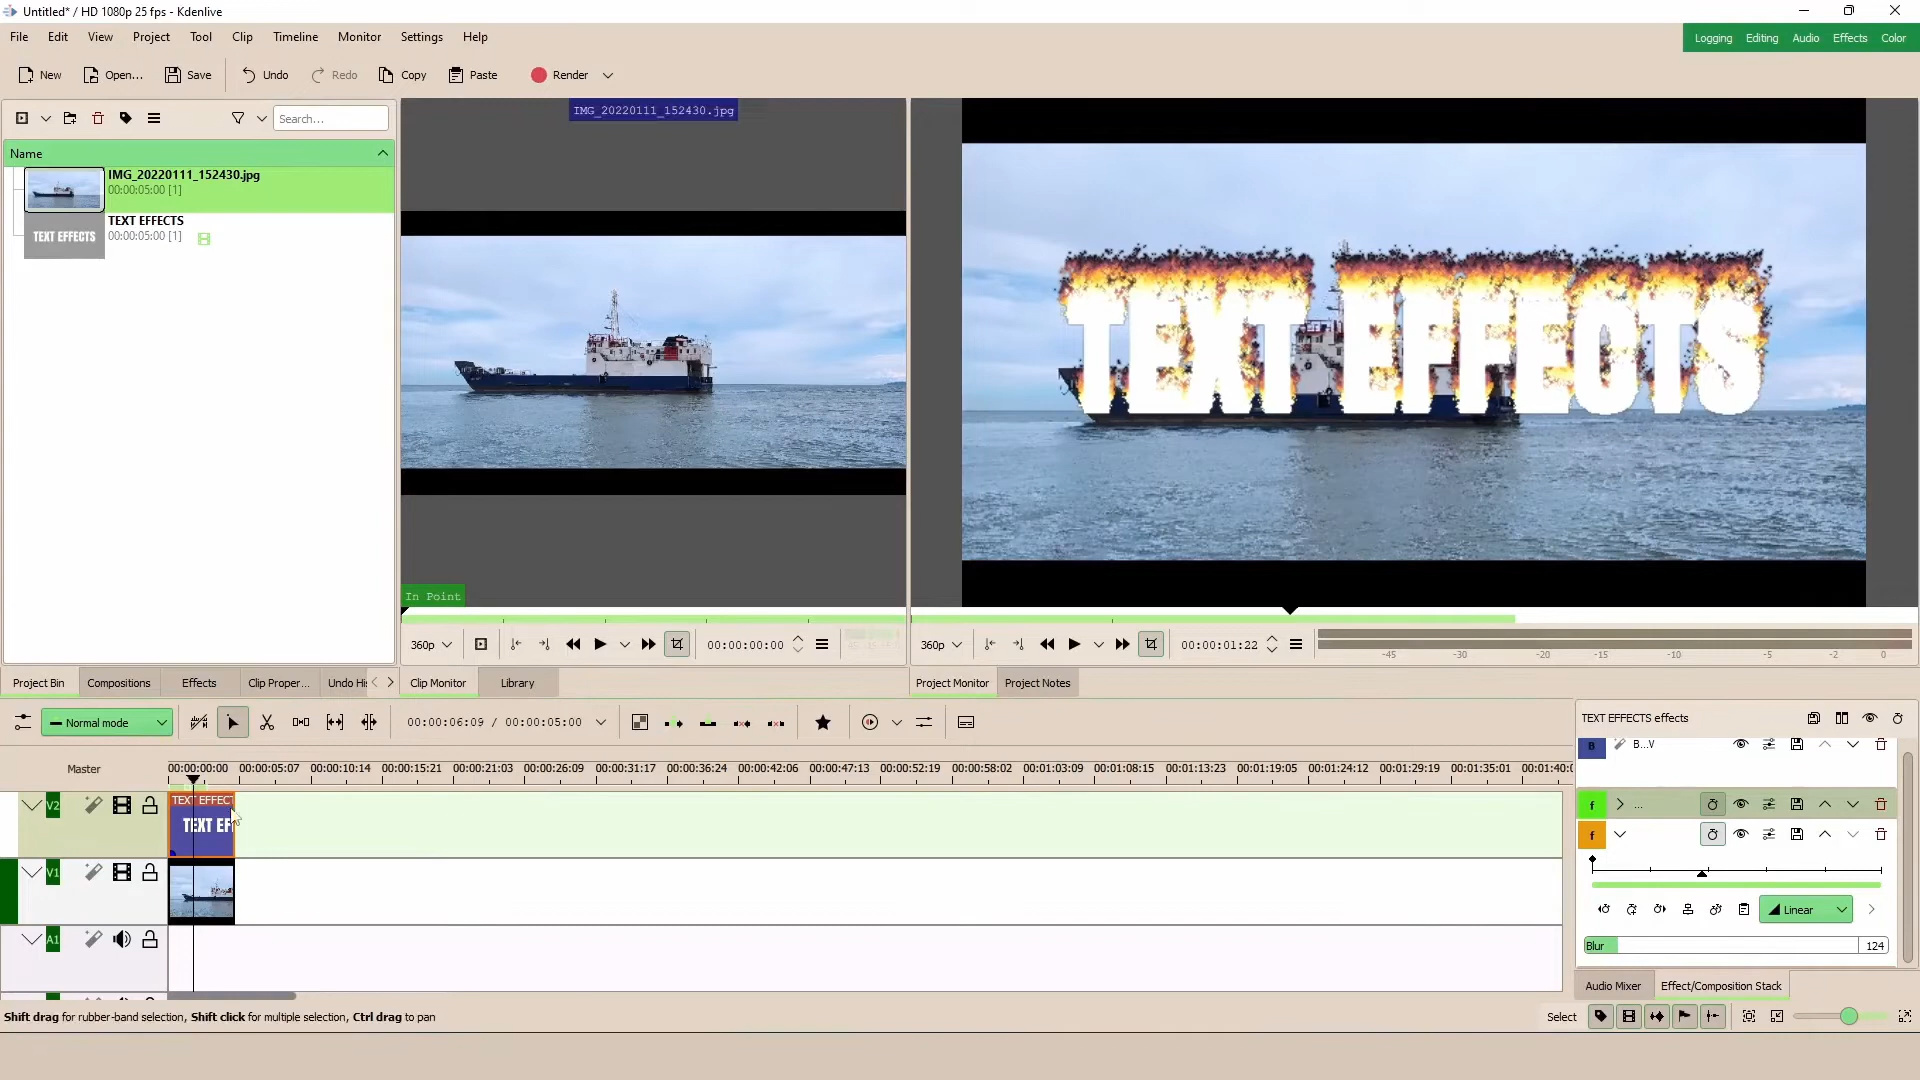 Untitled* / HD 1080p 25 fps - Kdenlive
File Edit View Project Tool Clip Timeline Monitor Settings Help
Logging Editing Audio Effects Color
New Open... Save Undo Redo Copy Paste Render
Search...
Name
IMG_20220111_152430.jpg
00:00:05:00 [1]
TEXT EFFECTS
TEXT EFFECTS
00:00:05:00 [1]
IMG_20220111_152430.jpg
In Point
TEXT EFFECTS
360p 00:00:00:00
360p 00:00:01:22
-45 -30 -20 -15 -10 -5 -2 0
Project Bin Compositions Effects Clip Proper... Undo His
Clip Monitor Library
Project Monitor Project Notes
Normal mode 00:00:06:09 / 00:00:05:00
TEXT EFFECTS effects
B B...V
Master
00:00:00:00 00:00:05:07 00:00:10:14 00:00:15:21 00:00:21:03 00:00:26:09 00:00:31:17 00:00:36:24 00:00:42:06 00:00:47:13 00:00:52:19 00:00:58:02 00:01:03:09 00:01:08:15 00:01:13:23 00:01:19:05 00:01:24:12 00:01:29:19 00:01:35:01 00:01:40:0
V2
TEXT EFFECT
TEXT EF
f ...
f
V1
Linear
A1
Blur 124
Audio Mixer Effect/Composition Stack
Shift drag for rubber-band selection, Shift click for multiple selection, Ctrl drag to pan
Select